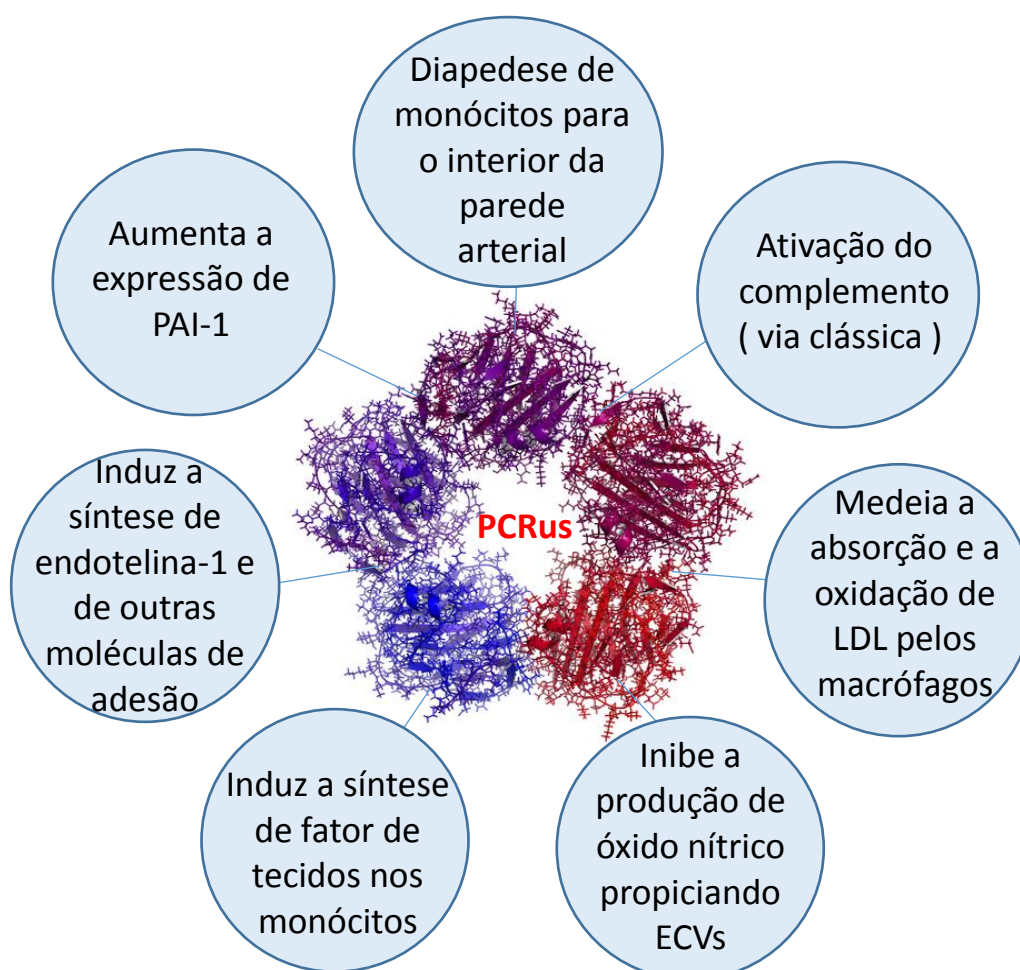 Diapedese de
monócitos para
o interior da
parede
arterial
Aumenta a
expressão de
PAI-1
Ativação do
complemento
( via clássica )
Induz a
síntese de
endotelina-1 e
de outras
moléculas de
adesão
PCRus
Medeia a
absorção e a
oxidação de
LDL pelos
macrófagos
Induz a síntese
de fator de
tecidos nos
monócitos
Inibe a
produção de
óxido nítrico
propiciando
ECVs